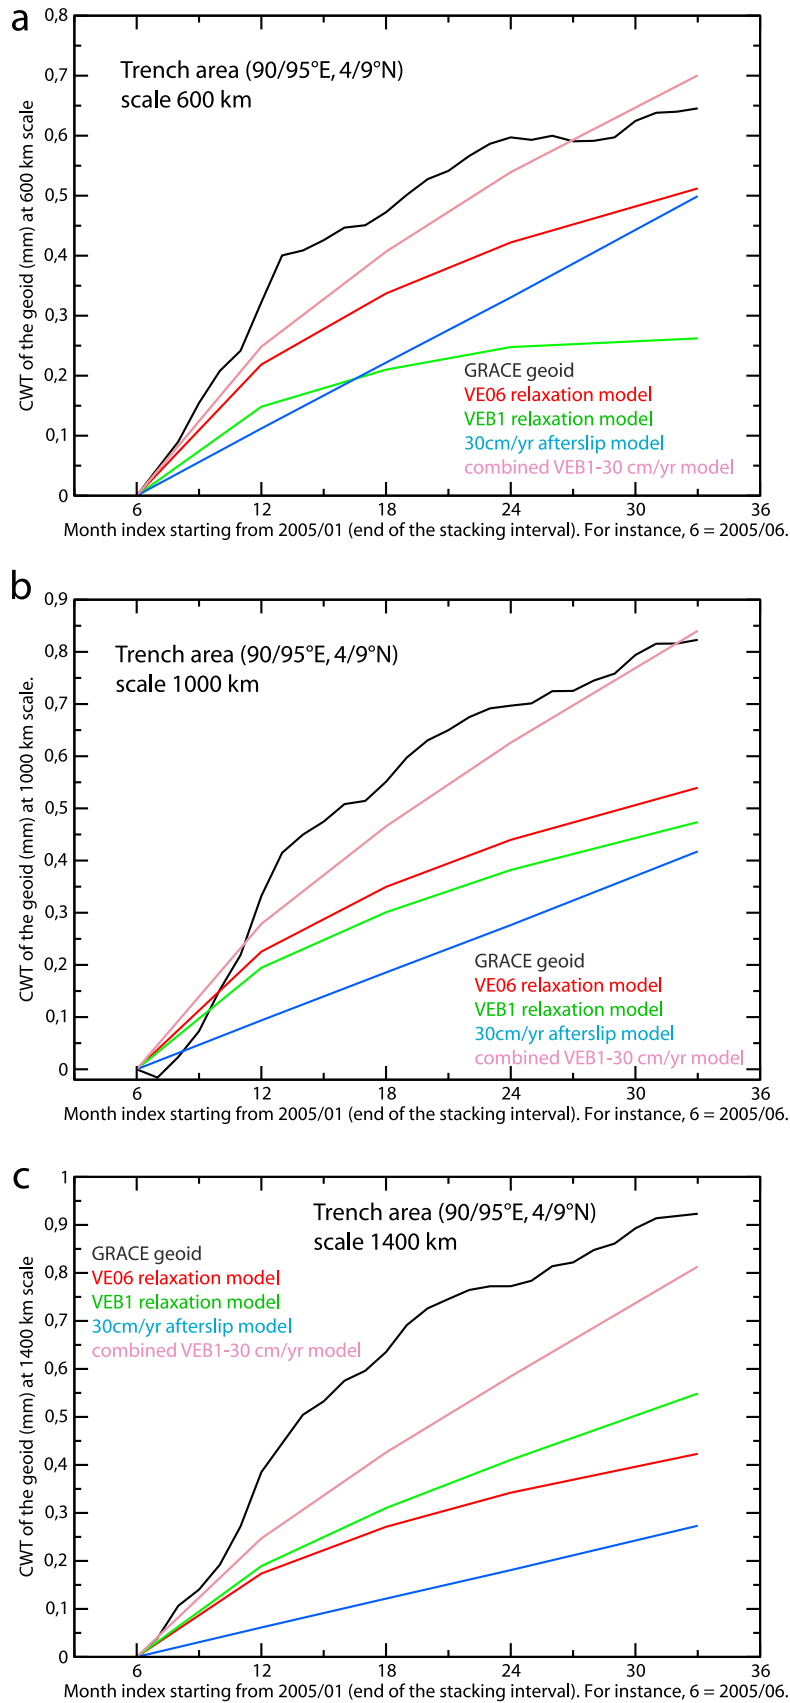 a
0,8
0,7
0,6
0,5
0,4
0,3
0,2
0,1
0
CWT of the geoid (mm) at 600 km scale
Trench area (90/95°E, 4/9°N)
scale 600 km
GRACE geoid
VE06 relaxation model
VEB1 relaxation model
30cm/yr afterslip model
combined VEB1-30 cm/yr model
6 12 18 24 30 36
Month index starting from 2005/01 (end of the stacking interval). For instance, 6 = 2005/06.
b
0,9
0,8
0,7
0,6
0,5
0,4
0,3
0,2
0,1
0
CWT of the geoid (mm) at 1000 km scale.
Trench area (90/95°E, 4/9°N)
scale 1000 km
GRACE geoid
VE06 relaxation model
VEB1 relaxation model
30cm/yr afterslip model
combined VEB1-30 cm/yr model
6 12 18 24 30 36
Month index starting from 2005/01 (end of the stacking interval). For instance, 6 = 2005/06.
c
1
0,9
0,8
0,7
0,6
0,5
0,4
0,3
0,2
0,1
0
CWT of the geoid (mm) at 1400 km scale
Trench area (90/95°E, 4/9°N)
scale 1400 km
GRACE geoid
VE06 relaxation model
VEB1 relaxation model
30cm/yr afterslip model
combined VEB1-30 cm/yr model
6 12 18 24 30 36
Month index starting from 2005/01 (end of the stacking interval). For instance, 6 = 2005/06.